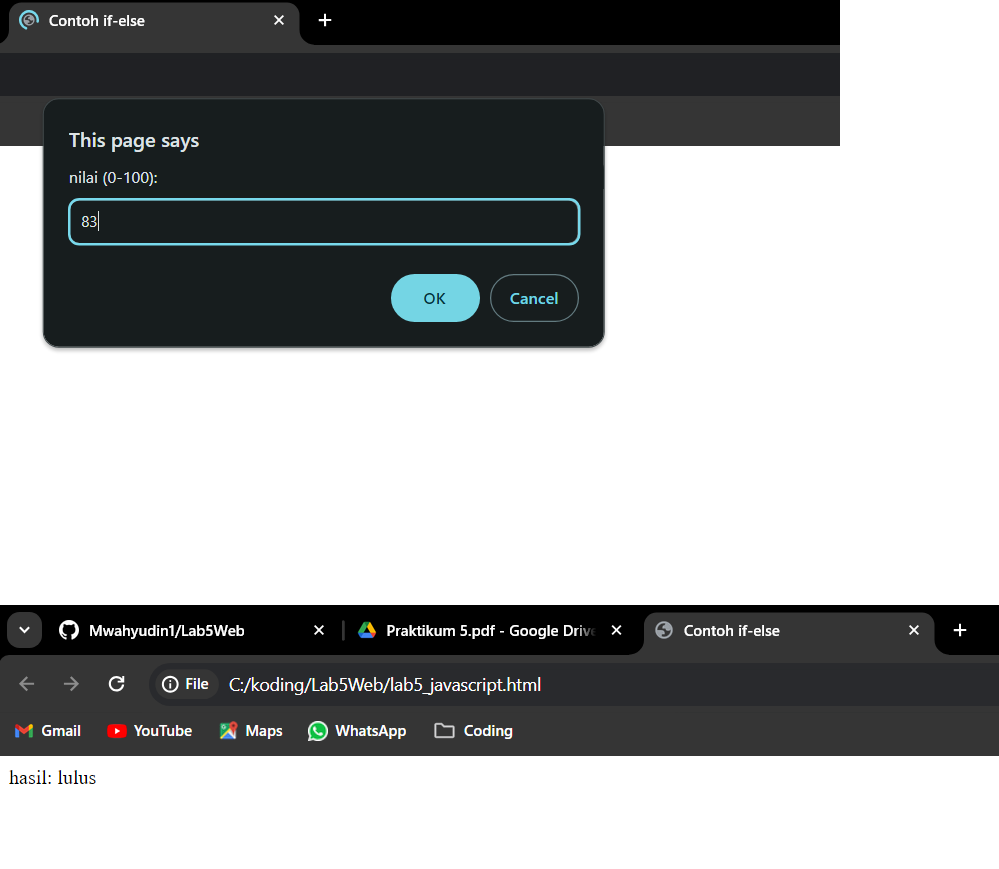 Contoh if-else
This page says
nilai (0-100):
83
OK Cancel
Mwahyudin1/Lab5Web Praktikum 5.pdf - Google Drive Contoh if-else
File C:/koding/Lab5Web/lab5_javascript.html
Gmail YouTube Maps WhatsApp Coding
hasil: lulus